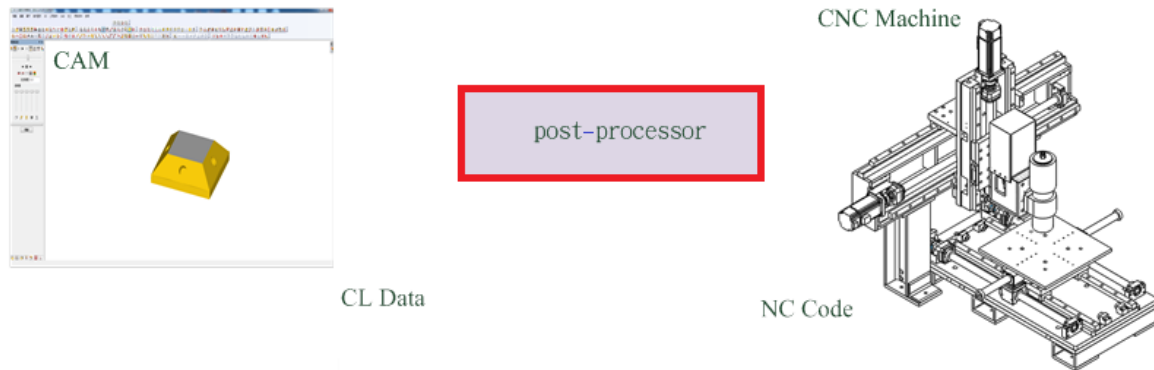 CAM
CNC Machine
post-processor
CL Data
NC Code